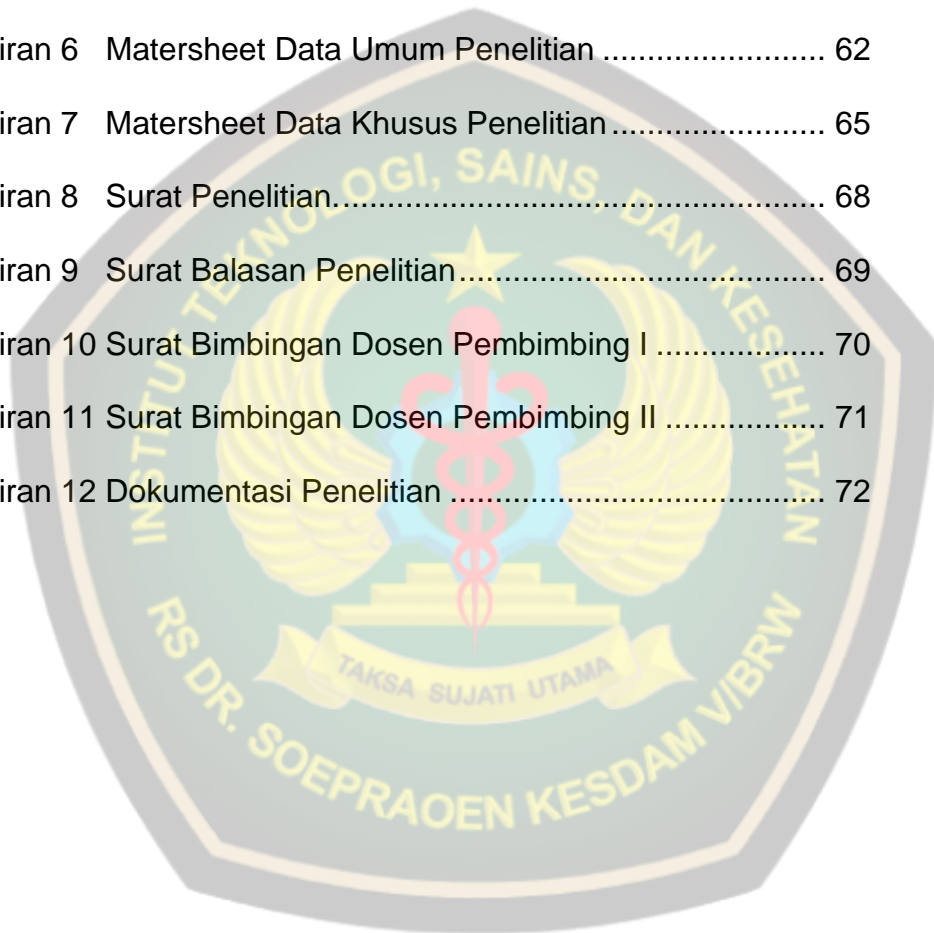 iran 6 Matersheet Data Umum Penelitian ......................... 62
iran 7 Matersheet Data Khusus Penelitian ........................ 65
iran 8 Surat Penelitian. ...................................................... 68
iran 9 Surat Balasan Penelitian ......................................... 69
iran 10 Surat Bimbingan Dosen Pembimbing I ................... 70
iran 11 Surat Bimbingan Dosen Pembimbing II .................. 71
iran 12 Dokumentasi Penelitian .......................................... 72
INSTITUT TEKNOLOGI, SAINS, DAN KESEHATAN
TAKSA SUJATI UTAMA
RS DR. SOEPRAOEN KESDAM V/BRW